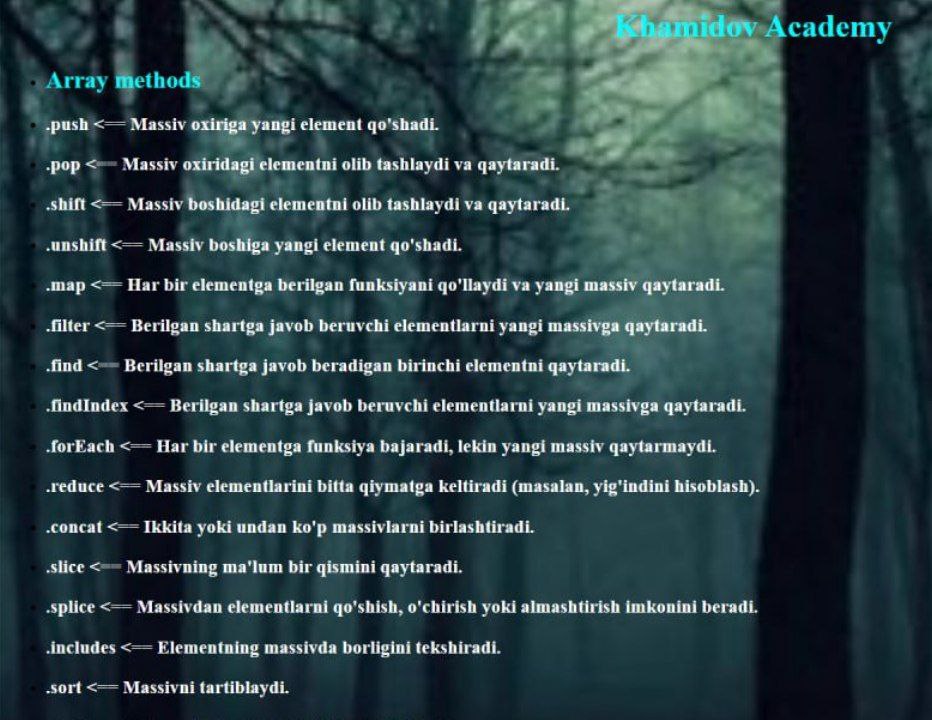 Khamidov Academy
Array methods
.push <== Massiv oxiriga yangi element qo'shadi.
.pop <== Massiv oxiridagi elementni olib tashlaydi va qaytaradi.
.shift <== Massiv boshidagi elementni olib tashlaydi va qaytaradi.
.unshift <== Massiv boshiga yangi element qo'shadi.
.map <== Har bir elementga berilgan funksiyani qo'llaydi va yangi massiv qaytaradi.
.filter <== Berilgan shartga javob beruvchi elementlarni yangi massivga qaytaradi.
.find <== Berilgan shartga javob beradigan birinchi elementni qaytaradi.
.findIndex <== Berilgan shartga javob beruvchi elementlarni yangi massivga qaytaradi.
.forEach <== Har bir elementga funksiya bajaradi, lekin yangi massiv qaytarmaydi.
.reduce <== Massiv elementlarini bitta qiymatga keltiradi (masalan, yig'indini hisoblash).
.concat <== Ikkita yoki undan ko'p massivlarni birlashtiradi.
.slice <== Massivning ma'lum bir qismini qaytaradi.
.splice <== Massivdan elementlarni qo'shish, o'chirish yoki almashtirish imkonini beradi.
.includes <== Elementning massivda borligini tekshiradi.
.sort <== Massivni tartiblaydi.